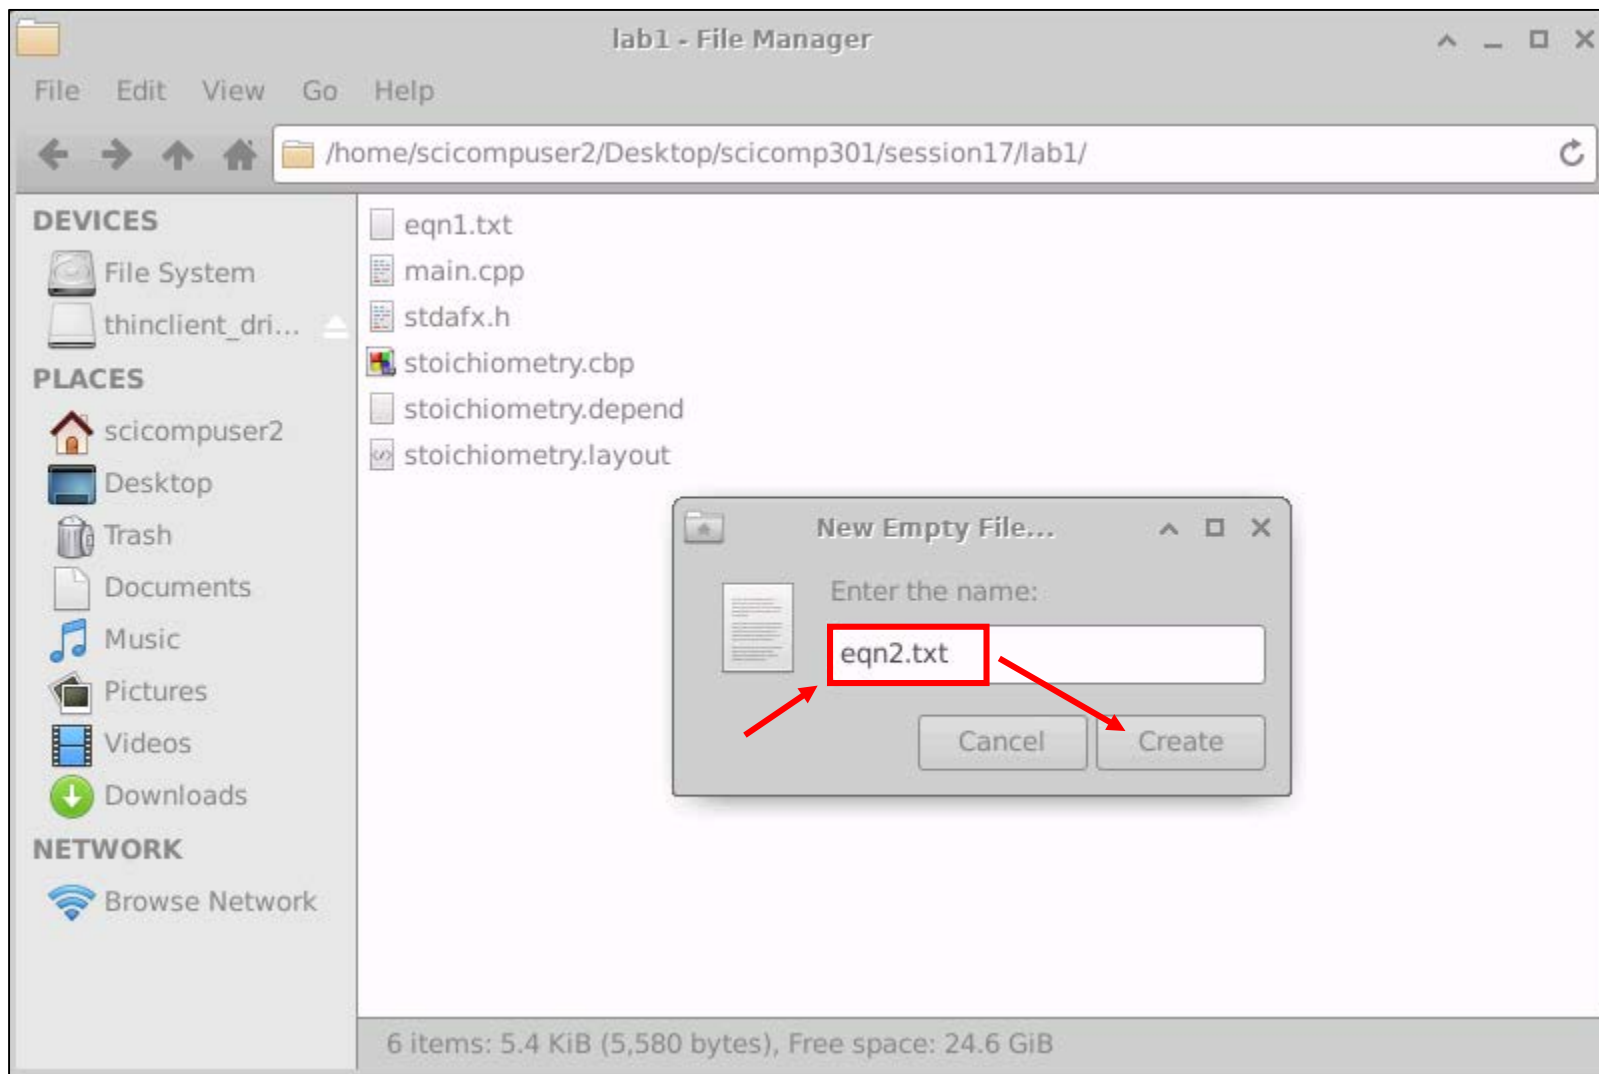 lab1 - File Manager
File Edit View Go Help
/home/scicompuser2/Desktop/scicomp301/session17/lab1/
DEVICES
File System
thinclient_dri...
PLACES
scicompuser2
Desktop
Trash
Documents
Music
Pictures
Videos
Downloads
NETWORK
Browse Network
eqn1.txt
main.cpp
stdafx.h
stoichiometry.cbp
stoichiometry.depend
stoichiometry.layout
New Empty File...
Enter the name:
eqn2.txt
Cancel Create
6 items: 5.4 KiB (5,580 bytes), Free space: 24.6 GiB